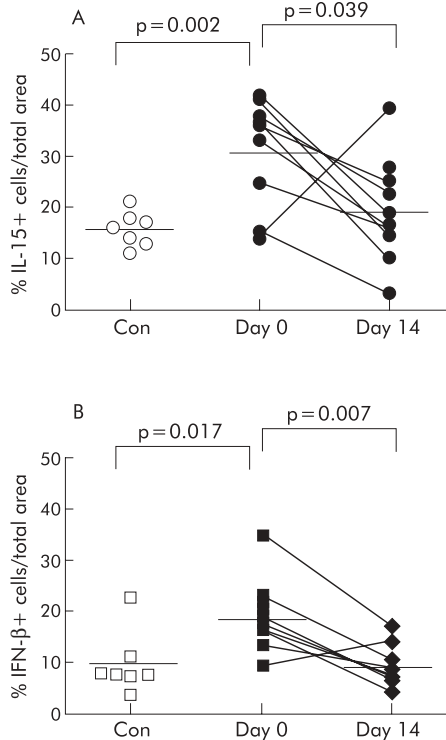 A
p=0.002
p=0.039
% IL-15+ cells/total area
50
40
30
20
10
0
Con Day 0 Day 14
B
p=0.017
p=0.007
% IFN-β+ cells/total area
50
40
30
20
10
0
Con Day 0 Day 14